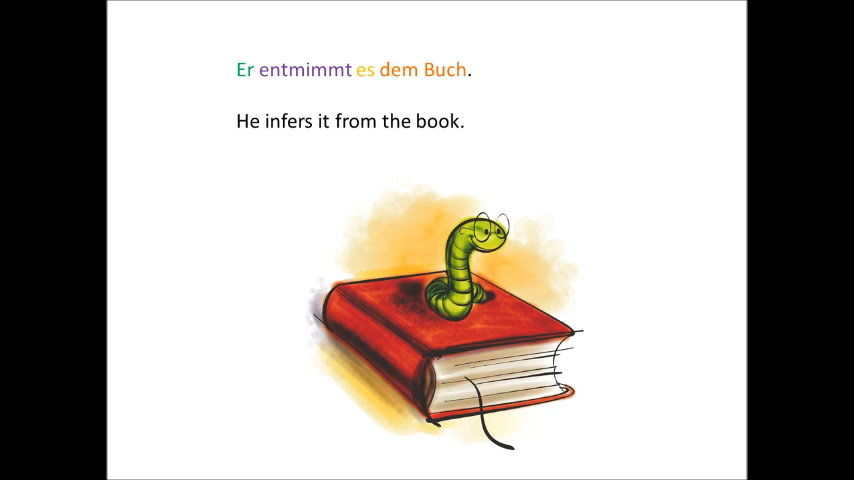 Er entmimmt es dem Buch.
He infers it from the book.